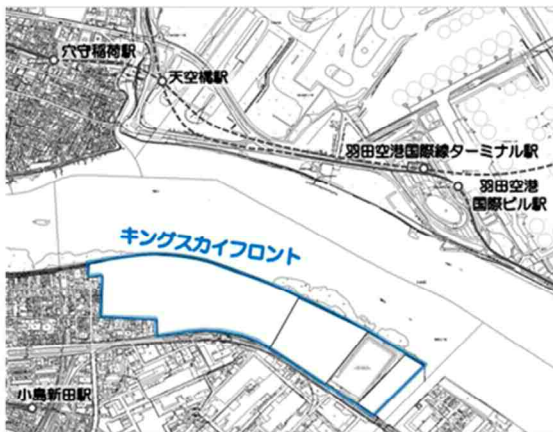 穴守稲荷駅
天空橋駅
羽田空港国際線ターミナル駅
羽田空港
国際ビル駅
キングスカイフロント
小島新田駅